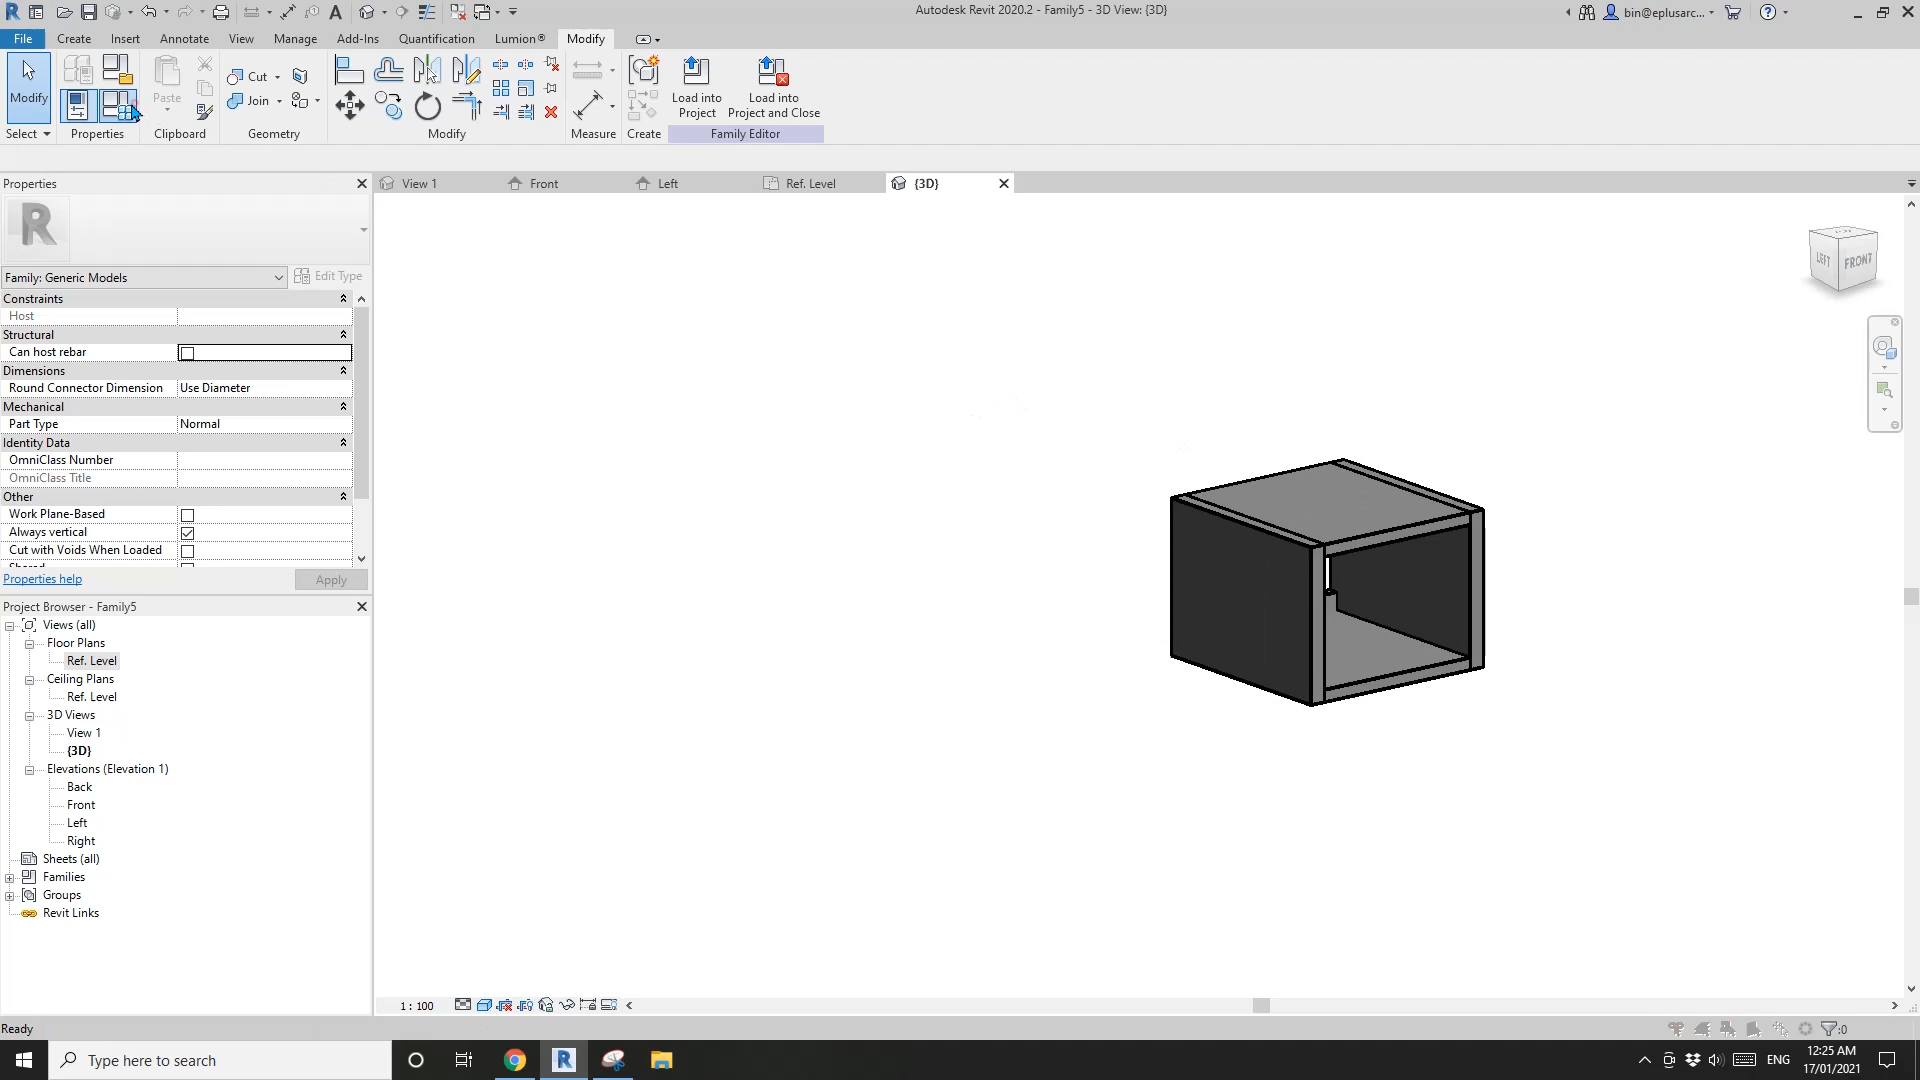 Autodesk Revit 2020.2 - Family5 - 3D View: {3D}
bin@eplusarc...
File Create Insert Annotate View Manage Add-Ins Quantification Lumion® Modify
Modify
Paste
Cut
Join
Load into Project
Load into Project and Close
Select Properties Clipboard Geometry Modify Measure Create Family Editor
Properties
View 1
Front
Left
Ref. Level
{3D}
R
Family: Generic Models
Edit Type
Constraints
Host
Structural
Can host rebar
Dimensions
Round Connector Dimension Use Diameter
Mechanical
Part Type Normal
Identity Data
OmniClass Number
OmniClass Title
Other
Work Plane-Based
Always vertical
Cut with Voids When Loaded
Properties help
Apply
LEFT FRONT
Project Browser - Family5
Views (all)
Floor Plans
Ref. Level
Ceiling Plans
Ref. Level
3D Views
View 1
{3D}
Elevations (Elevation 1)
Back
Front
Left
Right
Sheets (all)
Families
Groups
Revit Links
1 : 100
Ready
:0
Type here to search
ENG
12:25 AM
17/01/2021